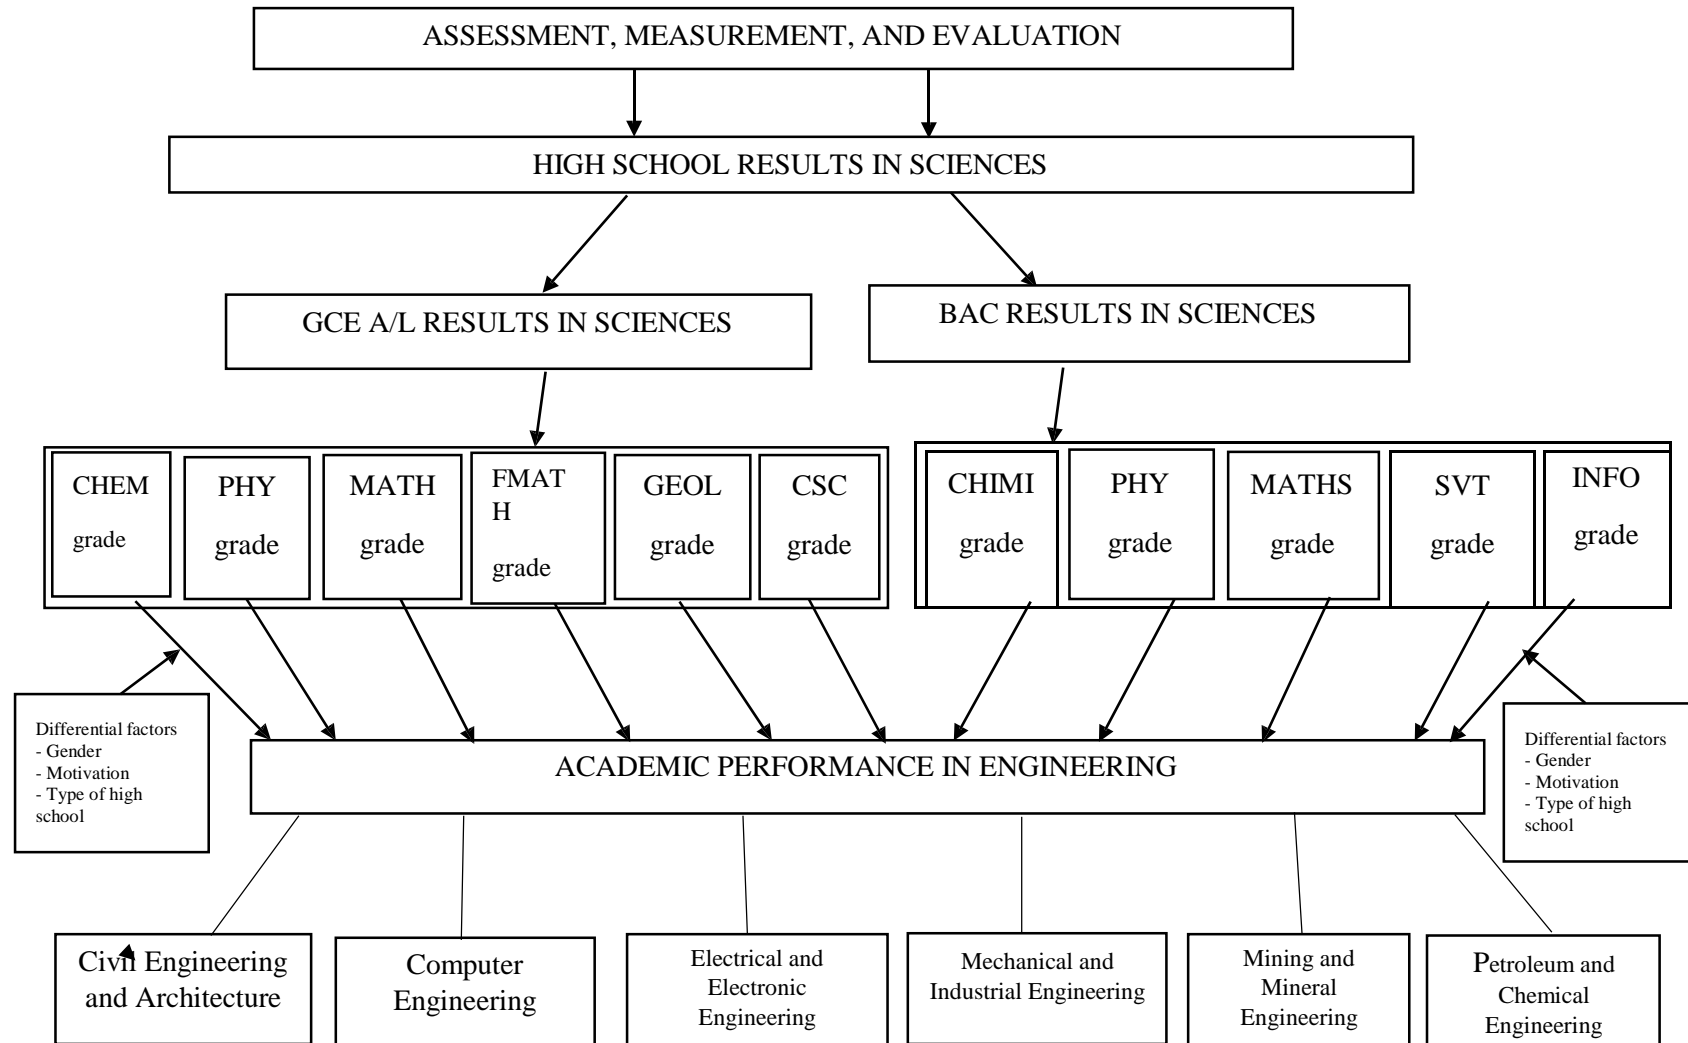 ASSESSMENT, MEASUREMENT, AND EVALUATION
HIGH SCHOOL RESULTS IN SCIENCES
GCE A/L RESULTS IN SCIENCES
BAC RESULTS IN SCIENCES
CHEM
grade
PHY
grade
MATH
grade
FMAT
H
grade
GEOL
grade
CSC
grade
CHIMI
grade
PHY
grade
MATHS
grade
SVT
grade
INFO
grade
Differential factors
- Gender
- Motivation
- Type of high
school
ACADEMIC PERFORMANCE IN ENGINEERING
Differential factors
- Gender
- Motivation
- Type of high
school
Civil Engineering
and Architecture
Computer
Engineering
Electrical and
Electronic
Engineering
Mechanical and
Industrial Engineering
Mining and
Mineral
Engineering
Petroleum and
Chemical
Engineering